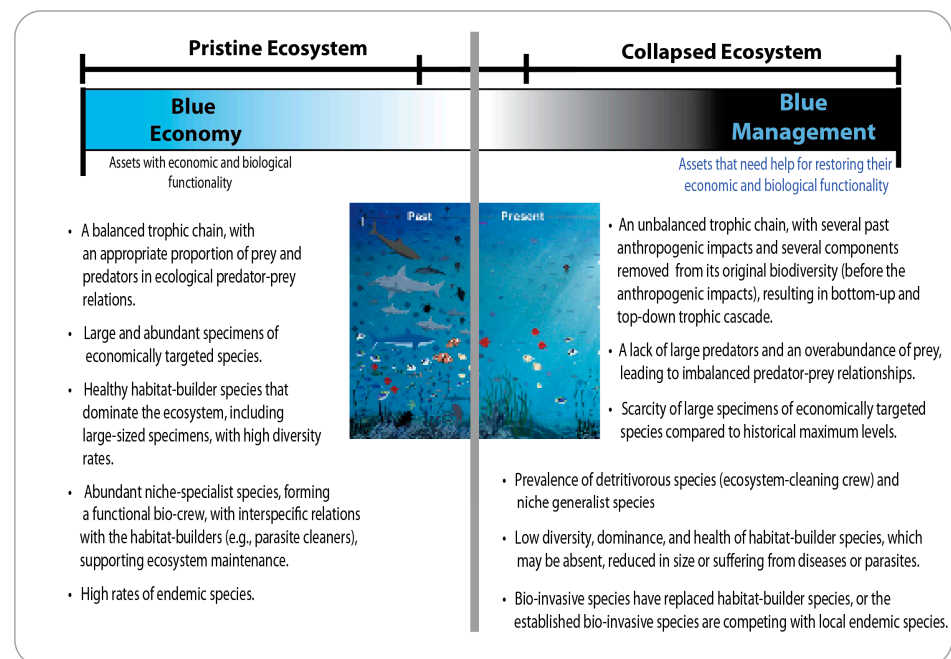 Pristine Ecosystem
Collapsed Ecosystem
Blue
Economy
Blue
Management
Assets with economic and biological
functionality
Assets that need help for restoring their
economic and biological functionality
Past
Present
• A balanced trophic chain, with
an appropriate proportion of prey and
predators in ecological predator-prey
relations.
• Large and abundant specimens of
economically targeted species.
• Healthy habitat-builder species that
dominate the ecosystem, including
large-sized specimens, with high diversity
rates.
• Abundant niche-specialist species, forming
a functional bio-crew, with interspecific relations
with the habitat-builders (e.g., parasite cleaners),
supporting ecosystem maintenance.
• High rates of endemic species.
• An unbalanced trophic chain, with several past
anthropogenic impacts and several components
removed from its original biodiversity (before the
anthropogenic impacts), resulting in bottom-up and
top-down trophic cascade.
• A lack of large predators and an overabundance of prey,
leading to imbalanced predator-prey relationships.
• Scarcity of large specimens of economically targeted
species compared to historical maximum levels.
• Prevalence of detritivorous species (ecosystem-cleaning crew) and
niche generalist species
• Low diversity, dominance, and health of habitat-builder species, which
may be absent, reduced in size or suffering from diseases or parasites.
• Bio-invasive species have replaced habitat-builder species, or the
established bio-invasive species are competing with local endemic species.